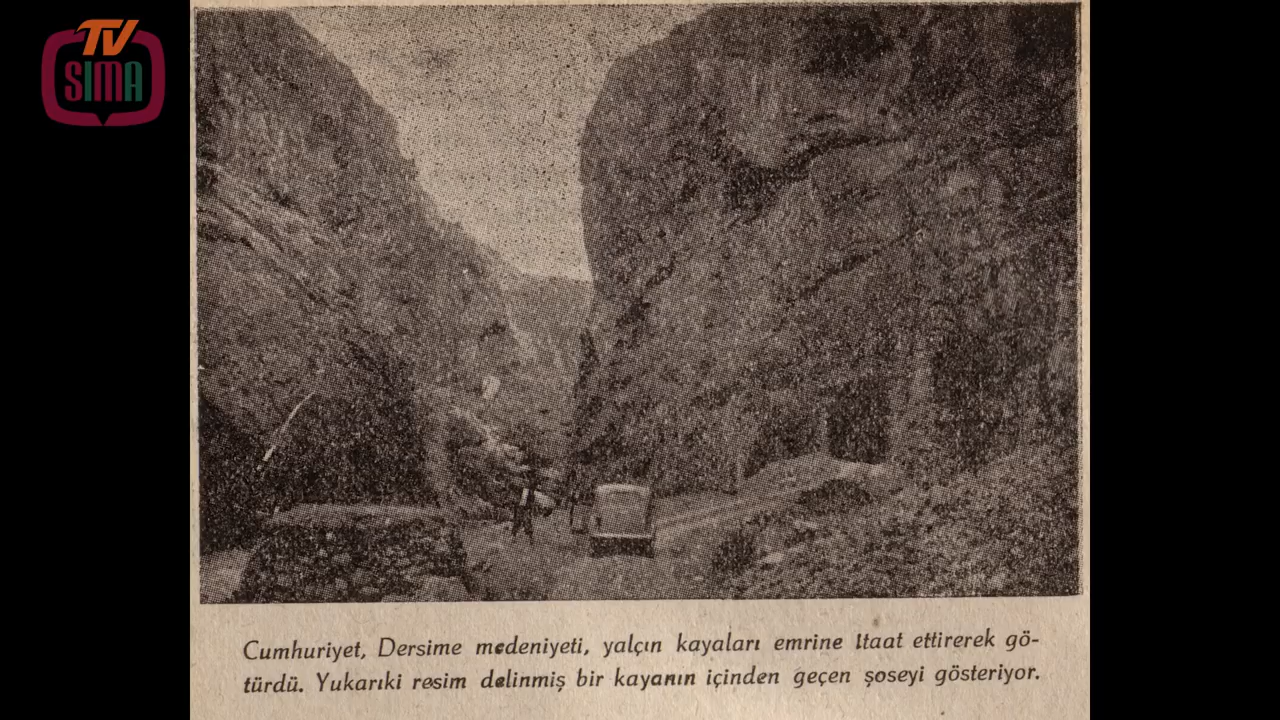 TV
SIMA
Cumhuriyet, Dersime medeniyeti, yalçın kayaları emrine itaat ettirerek gö-
türdü. Yukarıki resim delinmiş bir kayanın içinden geçen şoseyi gösteriyor.